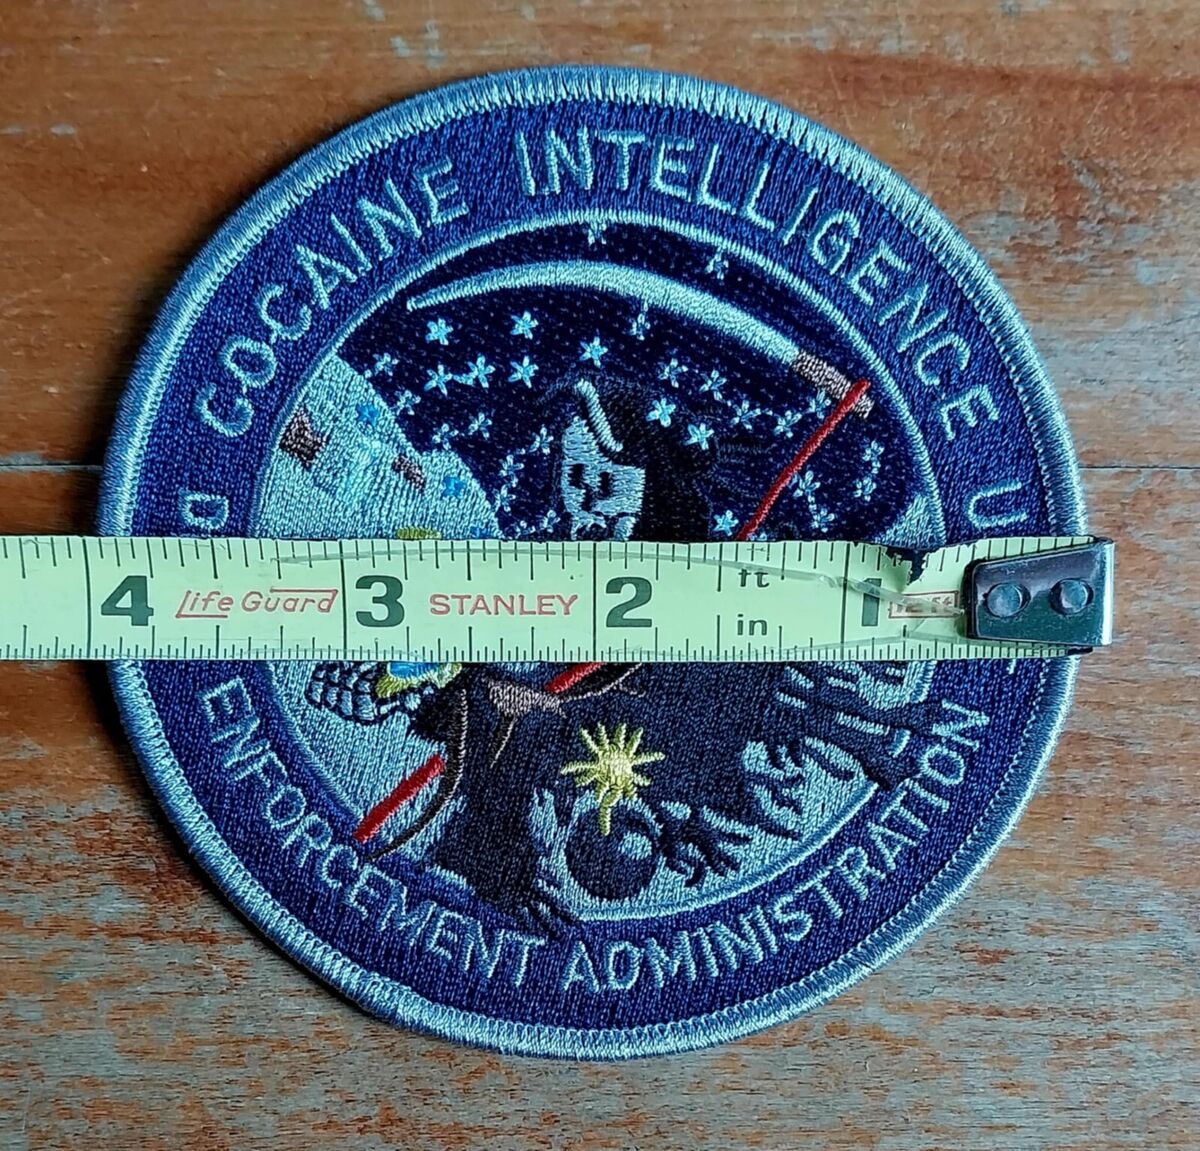 COCAINE INTELLIGENCE U
D
4 Life Guard 3 STANLEY 2 ft in 1
ENFORCEMENT ADMINISTRATION